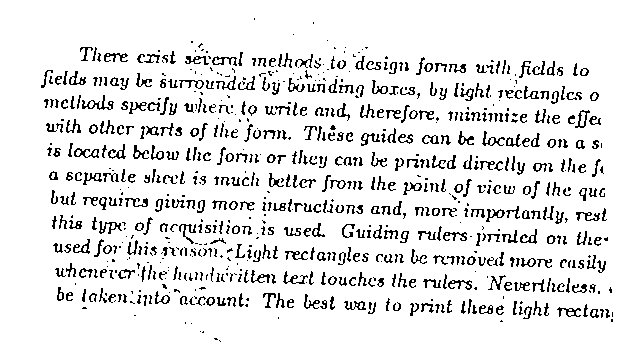 There exist several methods to design forms with fields to
fields may be surrounded by bounding boxes, by light rectangles o
methods specify where to write and, therefore, minimize the effec
with other parts of the form. These guides can be located on a s
is located below the form or they can be printed directly on the f
a separate sheet is much better from the point of view of the qua
but requires giving more instructions and, more importantly, rest
this type of acquisition is used. Guiding rulers printed on the
used for this reason. Light rectangles can be removed more easily
whenever the handwritten text touches the rulers. Nevertheless,
be taken into account: The best way to print these light rectang